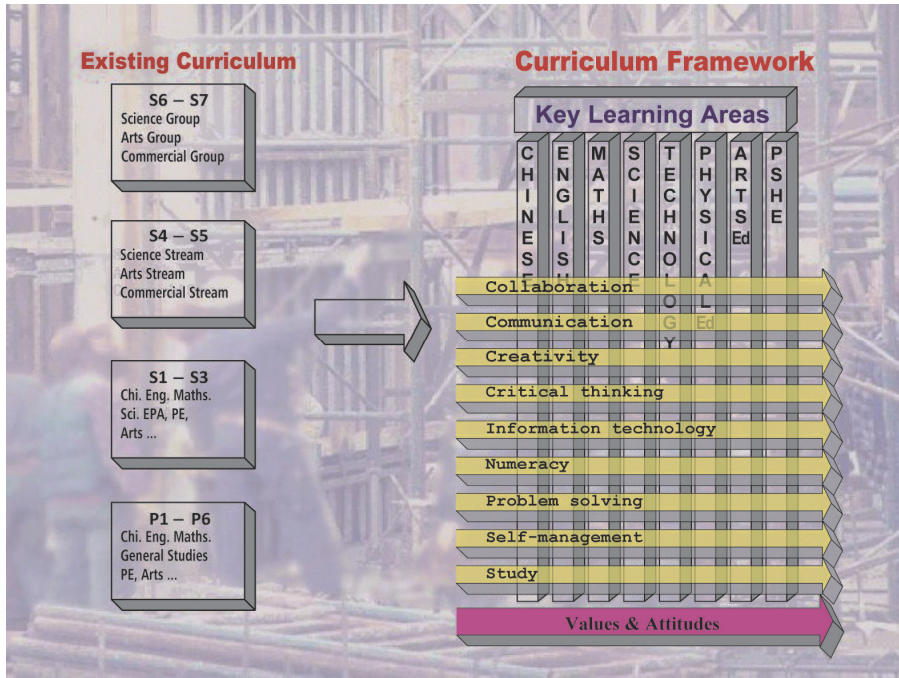 Existing Curriculum
S6 – S7
Science Group
Arts Group
Commercial Group
S4 – S5
Science Stream
Arts Stream
Commercial Stream
S1 – S3
Chi. Eng. Maths.
Sci. EPA, PE,
Arts ...
P1 – P6
Chi. Eng. Maths.
General Studies
PE, Arts ...
Curriculum Framework
Key Learning Areas
CHINESE
ENGLISH
MATHS
SCIENCE
TECHNOLOGY
PHYSICAL Ed
ARTS Ed
PSHE
Collaboration
Communication
Creativity
Critical thinking
Information technology
Numeracy
Problem solving
Self-management
Study
Values & Attitudes